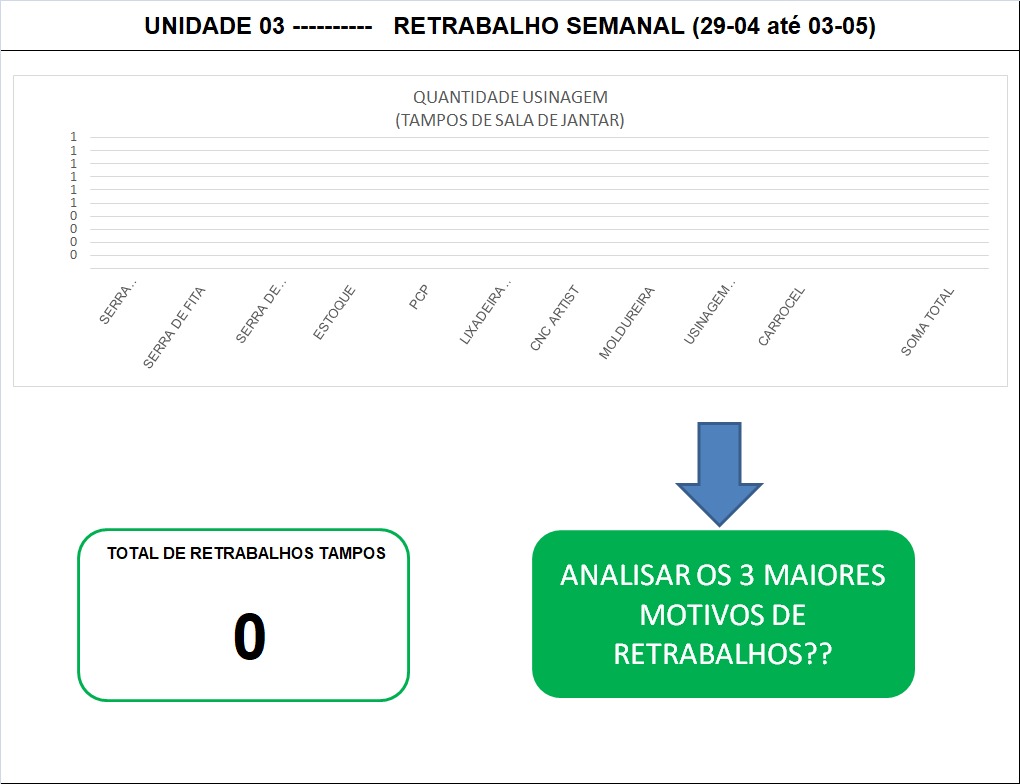 UNIDADE 03 ---------- RETRABALHO SEMANAL (29-04 até 03-05)
QUANTIDADE USINAGEM
(TAMPOS DE SALA DE JANTAR)
1
1
1
1
1
1
0
0
0
0
SERRA...
SERRA DE FITA
SERRA DE...
ESTOQUE
PCP
LIXADEIRA...
CNC ARTIST
MOLDUREIRA
USINAGEM...
CARROCEL
SOMA TOTAL
TOTAL DE RETRABALHOS TAMPOS
0
ANALISAR OS 3 MAIORES
MOTIVOS DE
RETRABALHOS??